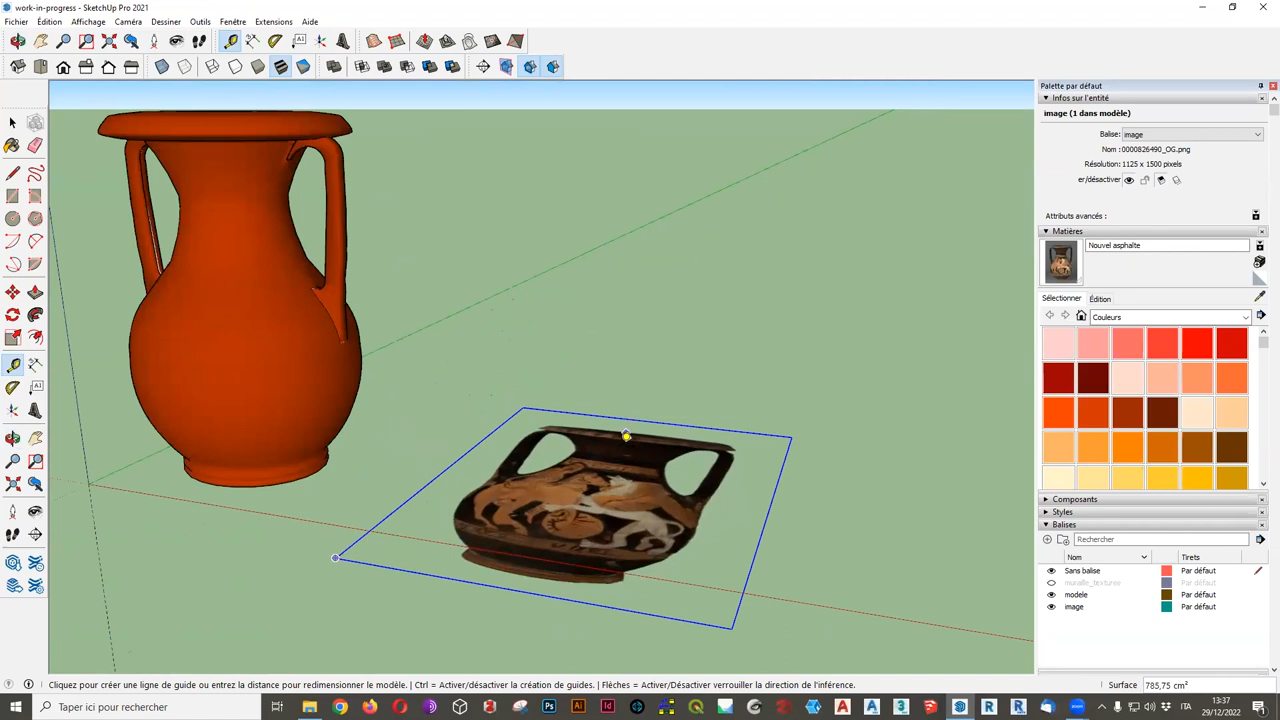 work-in-progress - SketchUp Pro 2021
Fichier Édition Affichage Caméra Dessiner Outils Fenêtre Extensions Aide
Palette par défaut
Infos sur l'entité
image (1 dans modèle)
Balise: image
Nom : 0000826490_OG.png
Résolution: 1125 x 1500 pixels
er/désactiver
Attributs avancés :
Matières
Nouvel asphalte
Sélectionner Édition
Couleurs
Composants
Styles
Balises
Rechercher
Nom Tirets
Sans balise Par défaut
muraille_texturee Par défaut
modele Par défaut
image Par défaut
Cliquez pour créer une ligne de guide ou entrez la distance pour redimensionner le modèle. | Ctrl = Activer/désactiver la création de guides. | Flèches = Activer/Désactiver verrouiller la direction de l'inférence.
Surface 785,75 cm²
Taper ici pour rechercher
ITA
13:37
29/12/2022